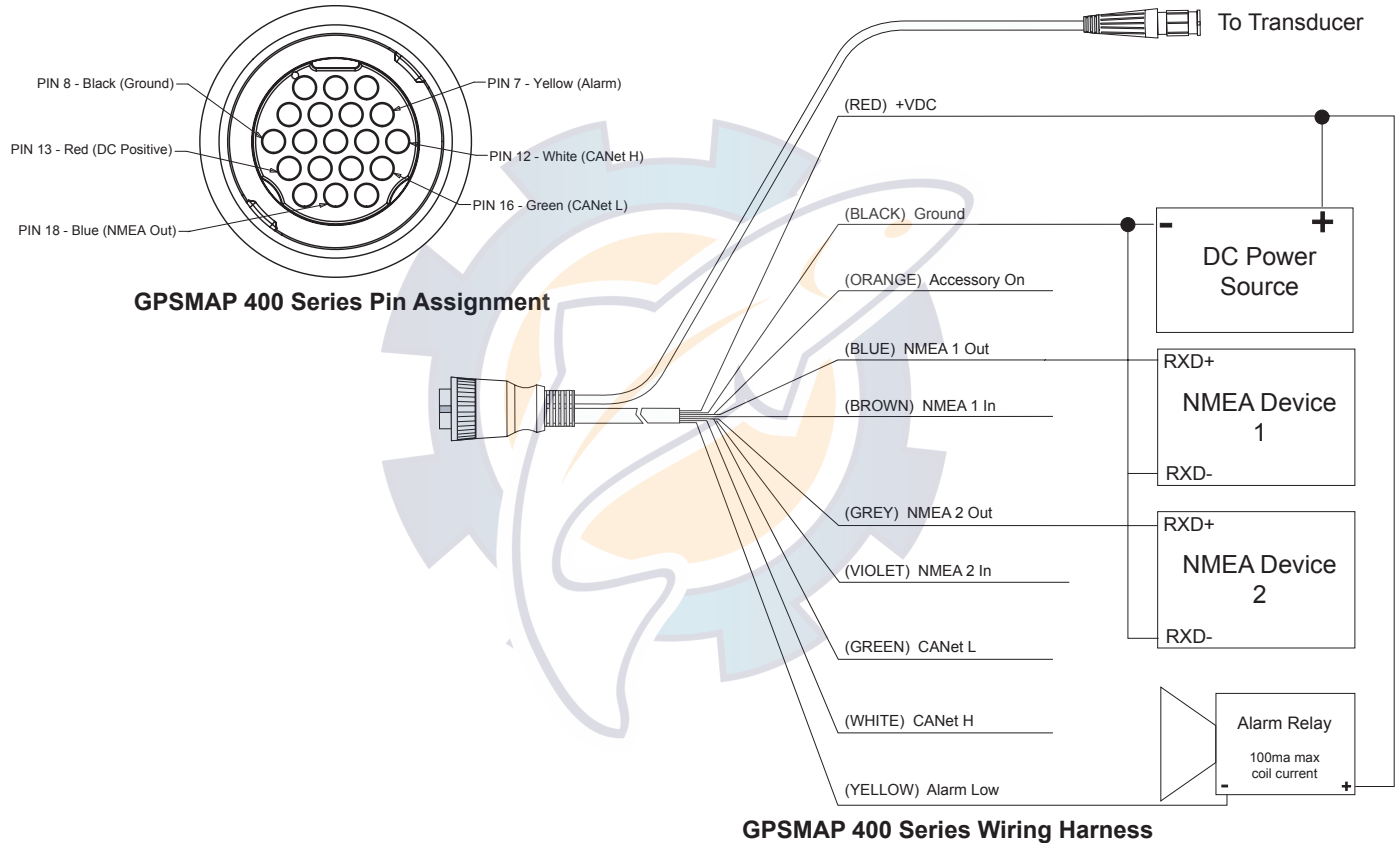 To Transducer
PIN 8 - Black (Ground)
PIN 7 - Yellow (Alarm)
PIN 13 - Red (DC Positive)
PIN 12 - White (CANet H)
PIN 16 - Green (CANet L)
PIN 18 - Blue (NMEA Out)
GPSMAP 400 Series Pin Assignment
(RED) +VDC
(BLACK) Ground
(ORANGE) Accessory On
(BLUE) NMEA 1 Out
(BROWN) NMEA 1 In
(GREY) NMEA 2 Out
(VIOLET) NMEA 2 In
(GREEN) CANet L
(WHITE) CANet H
(YELLOW) Alarm Low
- +
DC Power
Source
RXD+
NMEA Device
1
RXD-
RXD+
NMEA Device
2
RXD-
Alarm Relay
100ma max
coil current
- +
GPSMAP 400 Series Wiring Harness